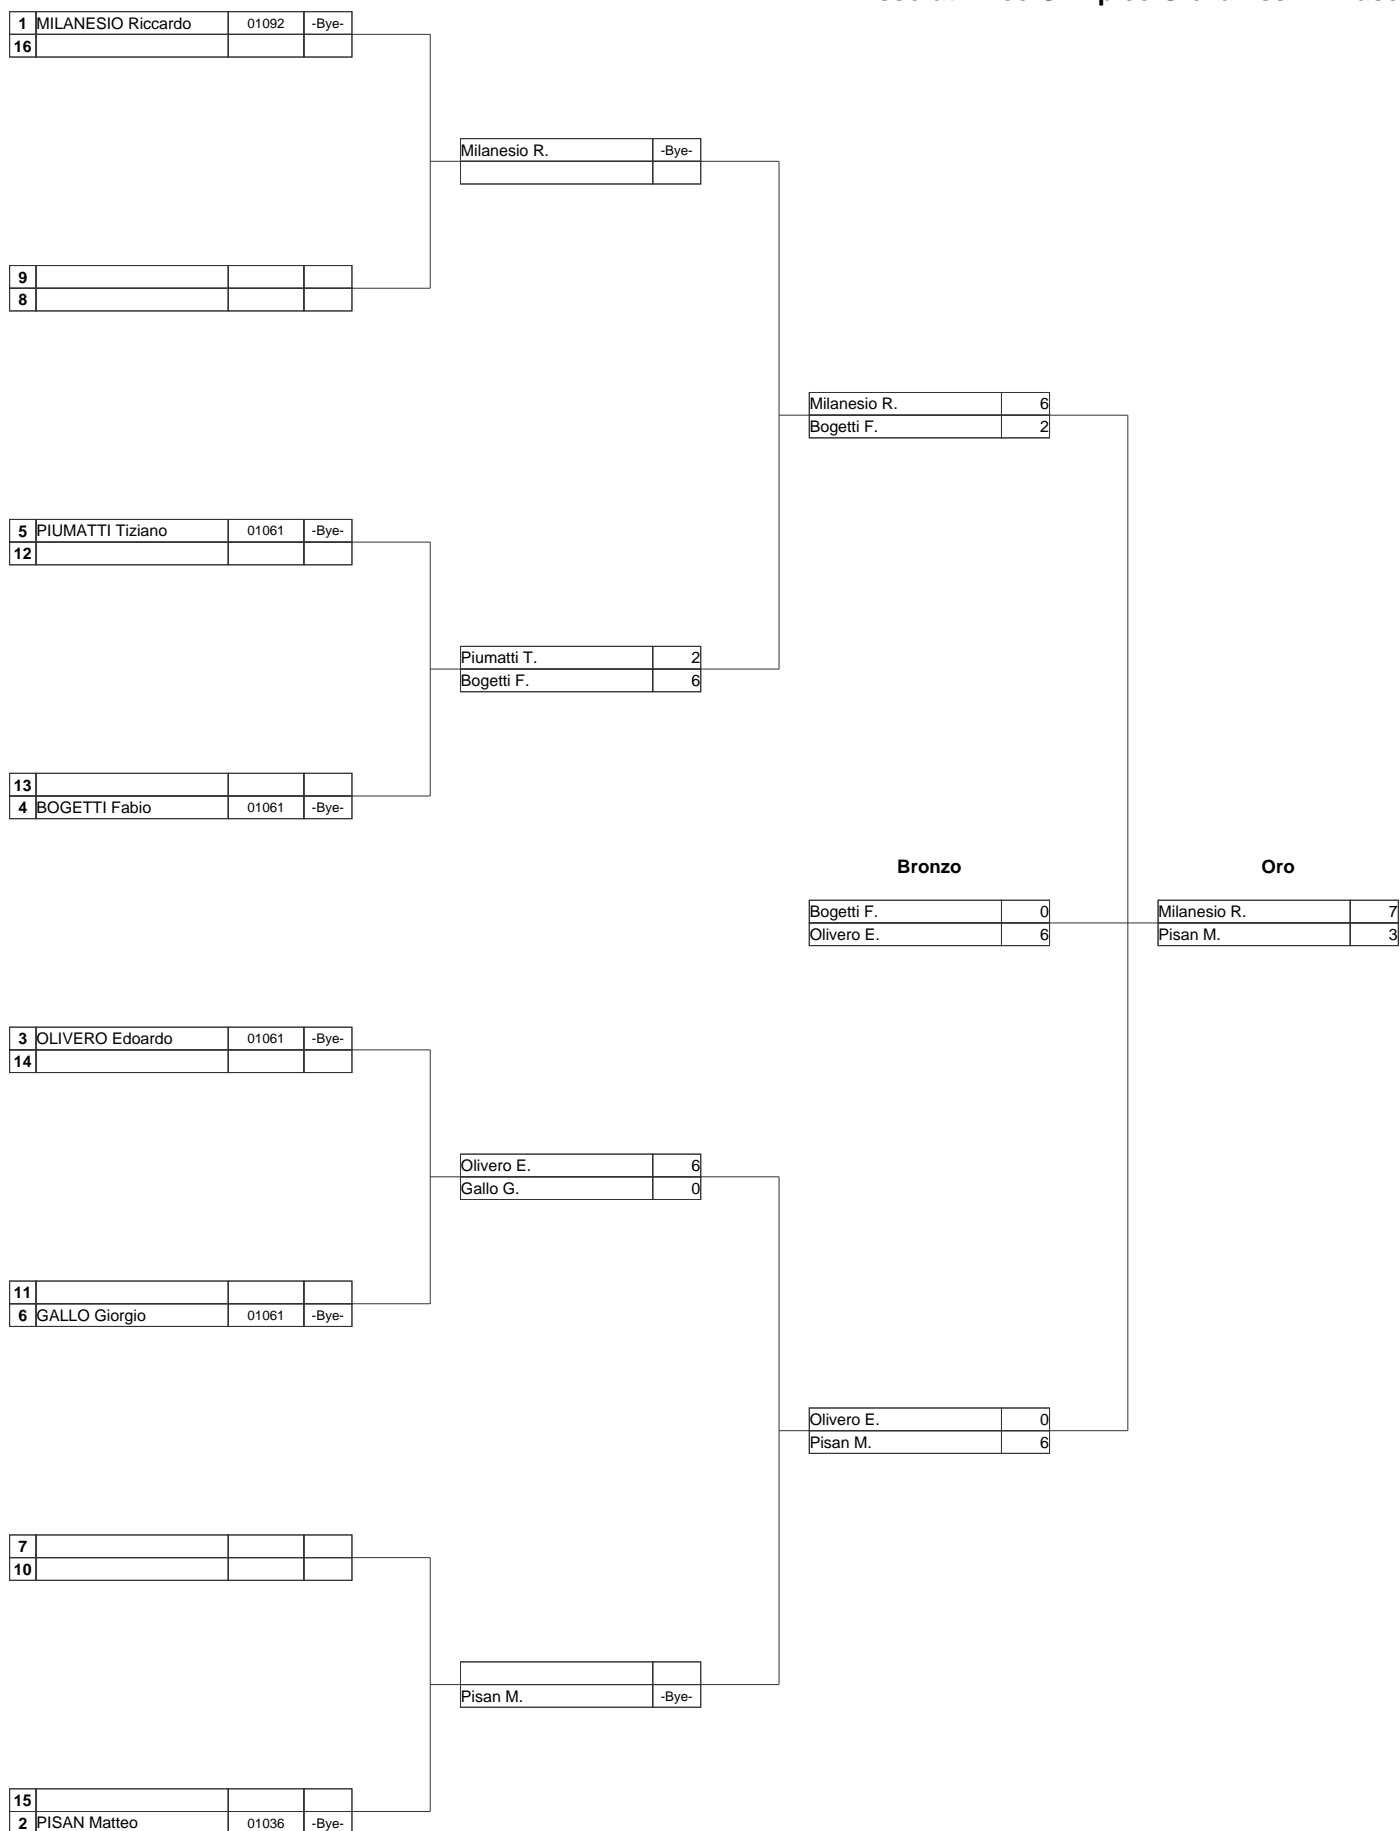 1 MILANESIO Riccardo 01092 -Bye-
16
Milanesio R. -Bye-
9
8
Milanesio R. 6
Bogetti F. 2
5 PIUMATTI Tiziano 01061 -Bye-
12
Piumatti T. 2
Bogetti F. 6
13
4 BOGETTI Fabio 01061 -Bye-
Bronzo Oro
Bogetti F. 0 Milanesio R. 7
Olivero E. 6 Pisan M. 3
3 OLIVERO Edoardo 01061 -Bye-
14
Olivero E. 6
Gallo G. 0
11
6 GALLO Giorgio 01061 -Bye-
Olivero E. 0
Pisan M. 6
7
10
Pisan M. -Bye-
15
2 PISAN Matteo 01036 -Bye-